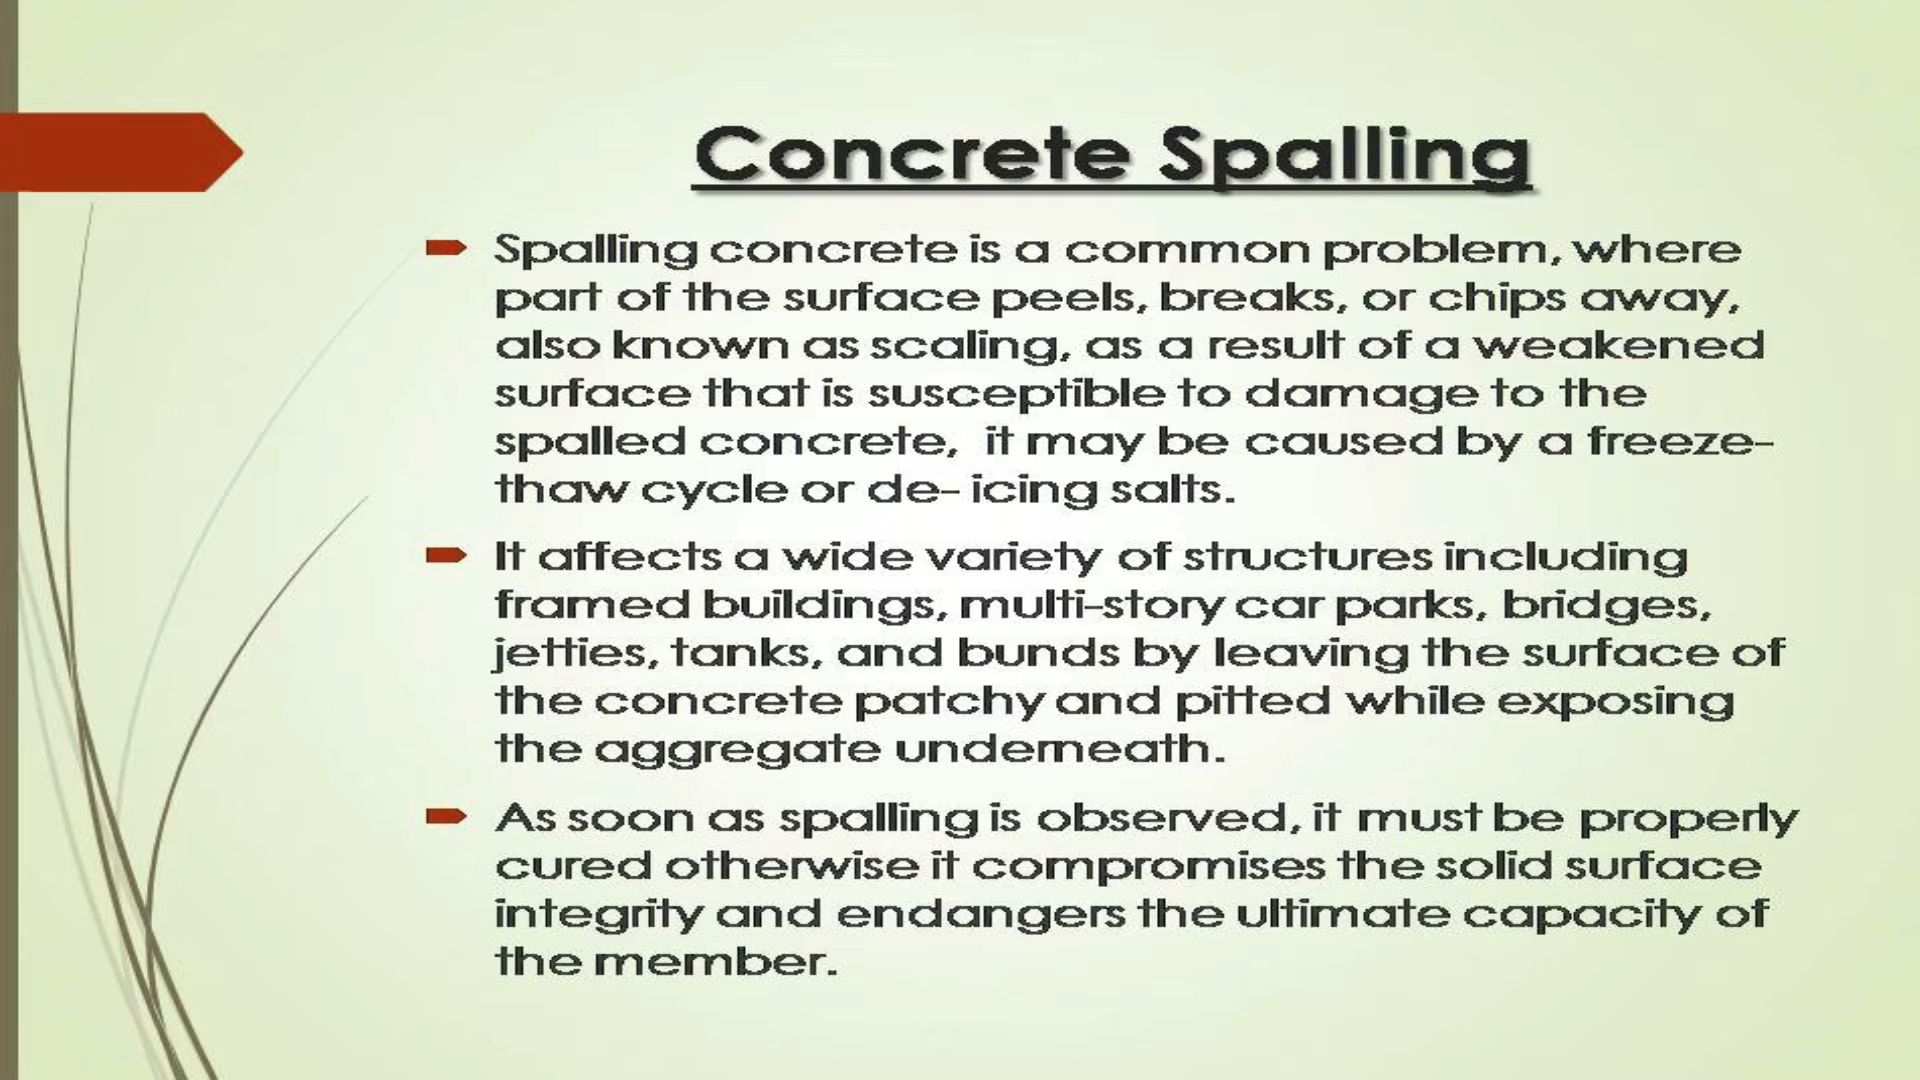 Concrete Spalling
Spalling concrete is a common problem, where
part of the surface peels, breaks, or chips away,
also known as scaling, as a result of a weakened
surface that is susceptible to damage to the
spalled concrete, it may be caused by a freeze-
thaw cycle or de- icing salts.
It affects a wide variety of structures including
framed buildings, multi-story car parks, bridges,
jetties, tanks, and bunds by leaving the surface of
the concrete patchy and pitted while exposing
the aggregate underneath.
As soon as spalling is observed, it must be properly
cured otherwise it compromises the solid surface
integrity and endangers the ultimate capacity of
the member.